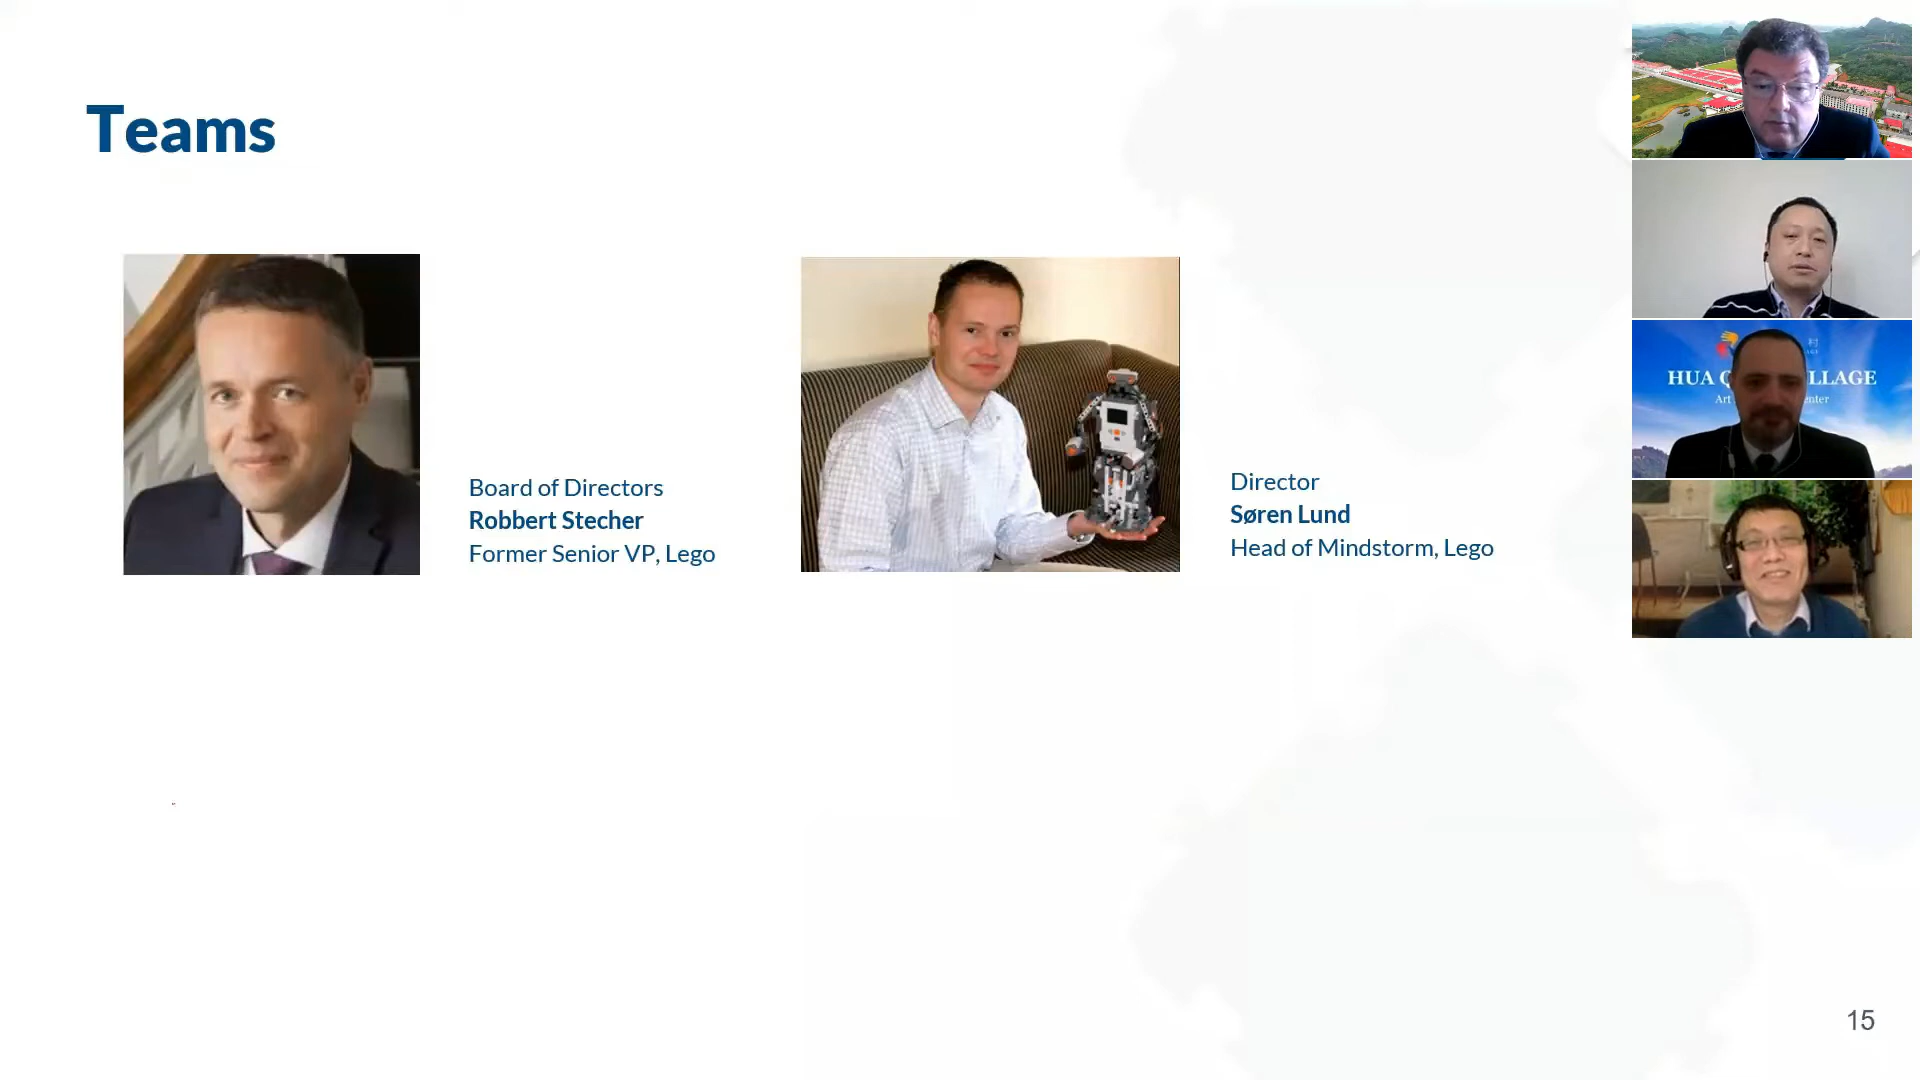 Teams
Board of Directors
Robbert Stecher
Former Senior VP, Lego
Director
Søren Lund
Head of Mindstorm, Lego
村
HUA Q LLAGE
Art enter
15